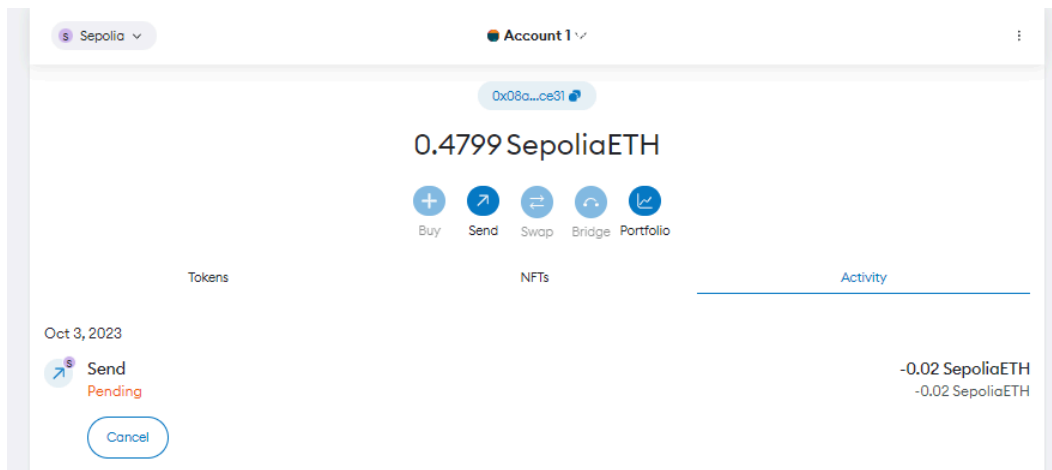 S Sepolia
Account 1
0x08a...ce31
0.4799 SepoliaETH
Buy Send Swap Bridge Portfolio
Tokens NFTs Activity
Oct 3, 2023
S
Send -0.02 SepoliaETH
Pending -0.02 SepoliaETH
Cancel